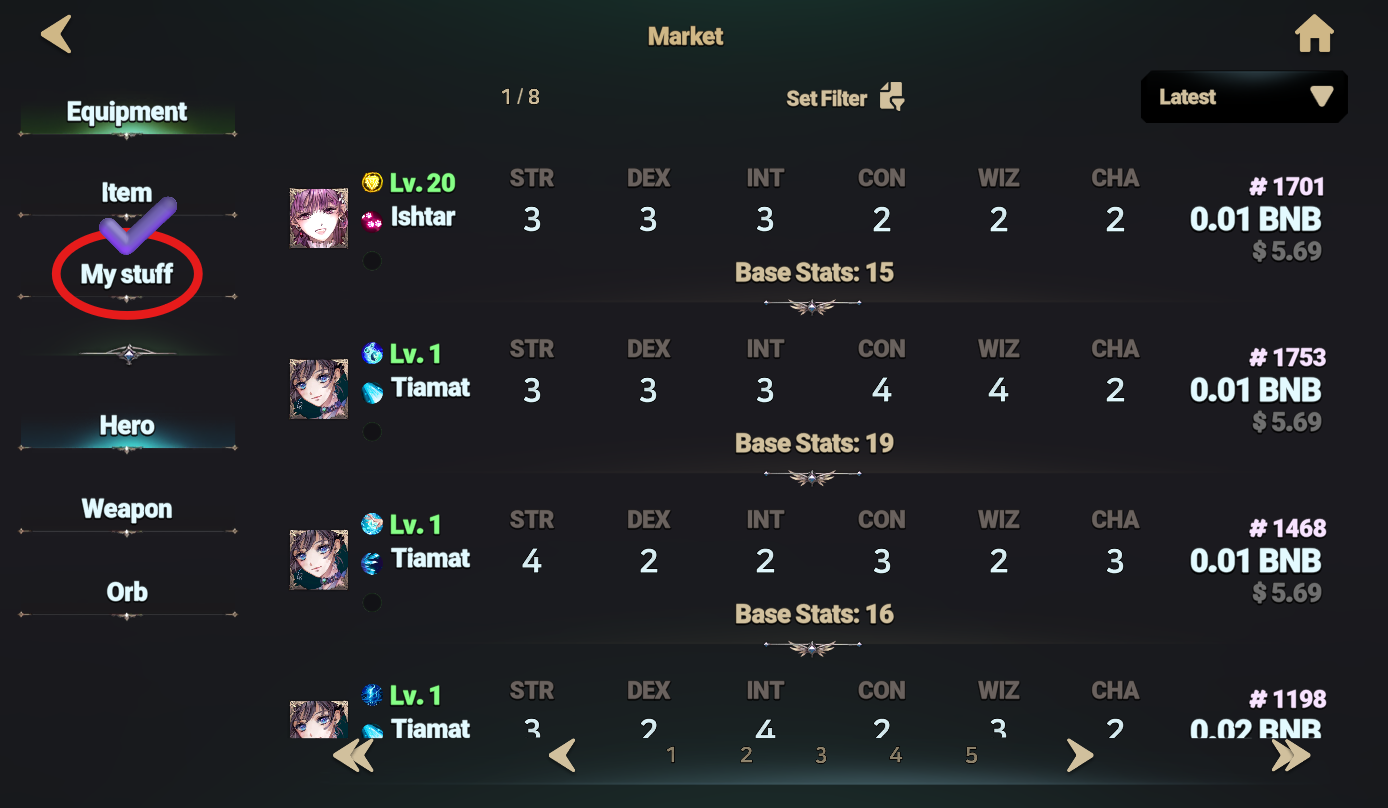 Market
1 / 8
Set Filter
Latest
Equipment
Item
My stuff
Hero
Weapon
Orb
Lv. 20
Ishtar
STR DEX INT CON WIZ CHA
3 3 3 2 2 2
Base Stats: 15
# 1701
0.01 BNB
$ 5.69
Lv. 1
Tiamat
STR DEX INT CON WIZ CHA
3 3 3 4 4 2
Base Stats: 19
# 1753
0.01 BNB
$ 5.69
Lv. 1
Tiamat
STR DEX INT CON WIZ CHA
4 2 2 3 2 3
Base Stats: 16
# 1468
0.01 BNB
$ 5.69
Lv. 1
Tiamat
STR DEX INT CON WIZ CHA
3 2 4 2 3 2
# 1198
0.02 BNB
1 2 3 4 5